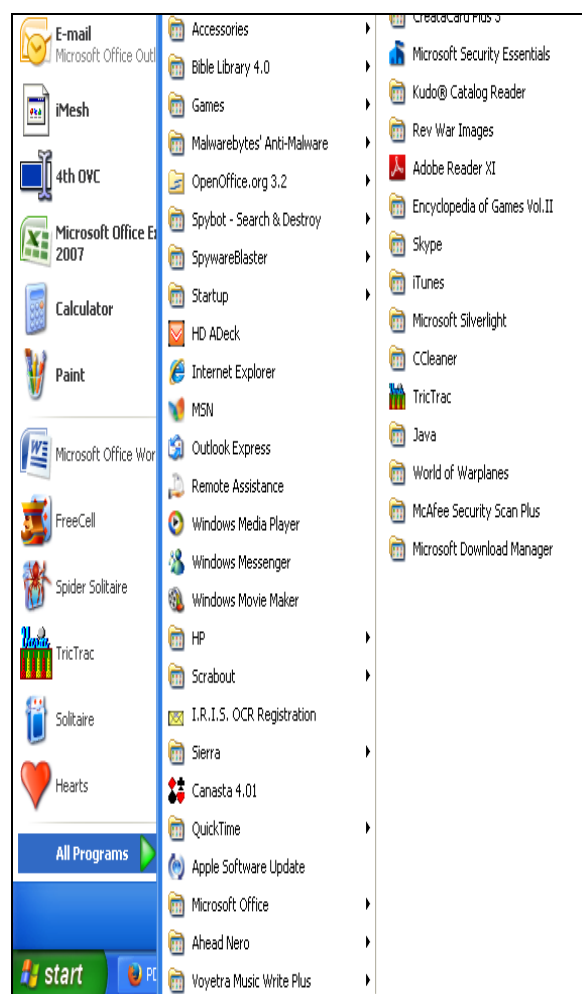 E-mail
Microsoft Office Outl
iMesh
4th OVC
Microsoft Office Ex
2007
Calculator
Paint
Microsoft Office Wor
FreeCell
Spider Solitaire
TricTrac
Solitaire
Hearts
All Programs
start
PD
Accessories
Bible Library 4.0
Games
Malwarebytes' Anti-Malware
OpenOffice.org 3.2
Spybot - Search & Destroy
SpywareBlaster
Startup
HD ADeck
Internet Explorer
MSN
Outlook Express
Remote Assistance
Windows Media Player
Windows Messenger
Windows Movie Maker
HP
Scrabout
I.R.I.S. OCR Registration
Sierra
Canasta 4.01
QuickTime
Apple Software Update
Microsoft Office
Ahead Nero
Voyetra Music Write Plus
CreataCard Plus 3
Microsoft Security Essentials
Kudo® Catalog Reader
Rev War Images
Adobe Reader XI
Encyclopedia of Games Vol.II
Skype
iTunes
Microsoft Silverlight
CCleaner
TricTrac
Java
World of Warplanes
McAfee Security Scan Plus
Microsoft Download Manager